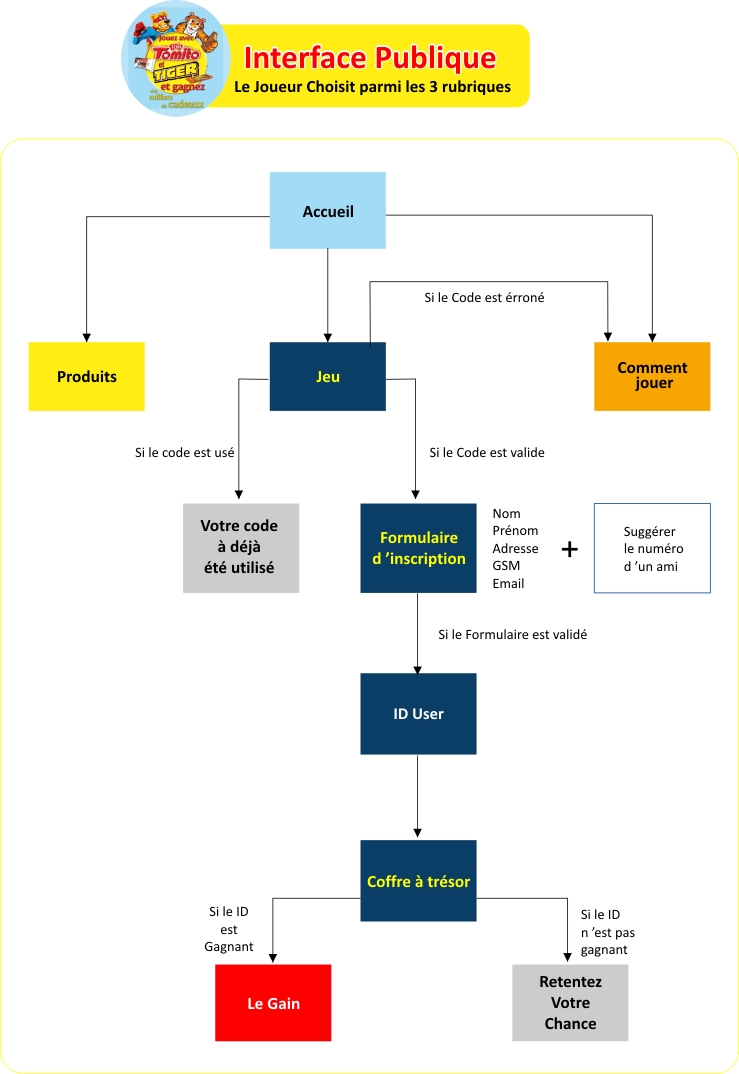 Jouez avec
Tomito
et
TIGER
et gagnez
des
milliers
de cadeaux
Interface Publique
Le Joueur Choisit parmi les 3 rubriques
Accueil
Si le Code est érroné
Produits
Jeu
Comment
jouer
Si le code est usé
Si le Code est valide
Votre code
à déjà
été utilisé
Formulaire
d ’inscription
Nom
Prénom
Adresse
GSM
Email
+
Suggérer
le numéro
d ’un ami
Si le Formulaire est validé
ID User
Coffre à trésor
Si le ID
est
Gagnant
Si le ID
n ’est pas
gagnant
Le Gain
Retentez
Votre
Chance